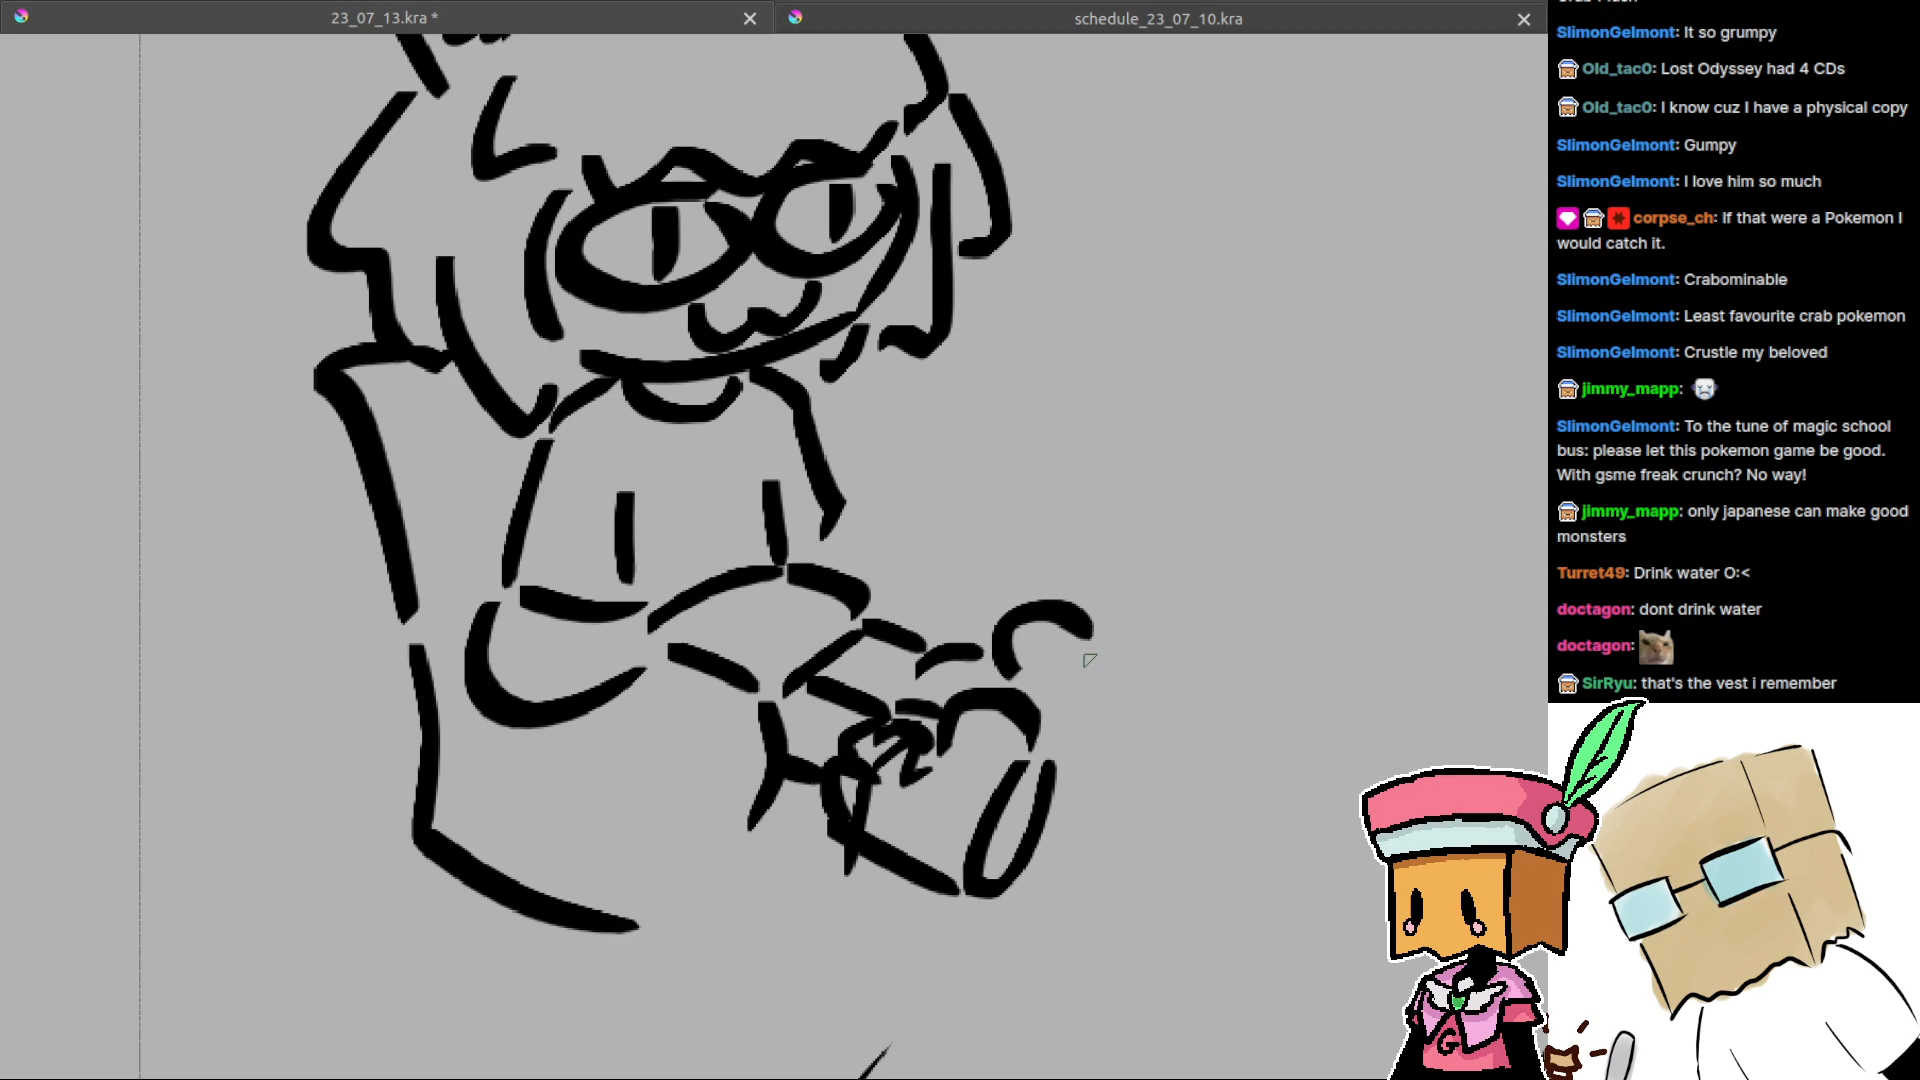 23_07_13.kra *
schedule_23_07_10.kra
SlimonGelmont: It so grumpy
Old_tac0: Lost Odyssey had 4 CDs
Old_tac0: I know cuz I have a physical copy
SlimonGelmont: Gumpy
SlimonGelmont: I love him so much
corpse_ch: If that were a Pokemon I
would catch it.
SlimonGelmont: Crabominable
SlimonGelmont: Least favourite crab pokemon
SlimonGelmont: Crustle my beloved
jimmy_mapp:
SlimonGelmont: To the tune of magic school
bus: please let this pokemon game be good.
With gsme freak crunch? No way!
jimmy_mapp: only japanese can make good
monsters
Turret49: Drink water O:<
doctagon: dont drink water
doctagon:
SirRyu: that's the vest i remember
G